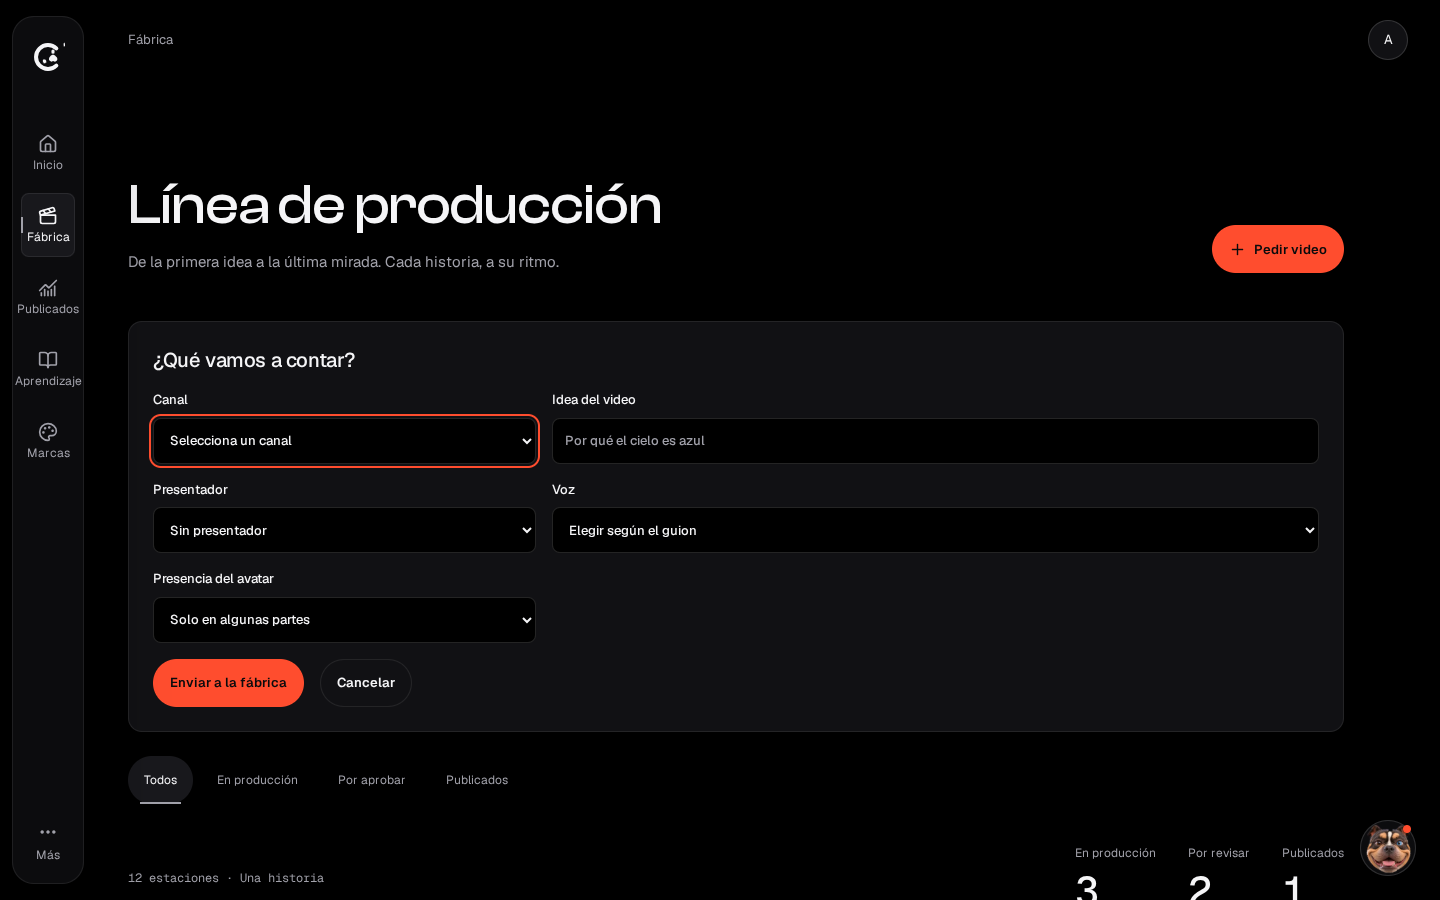 Fábrica
A
Inicio
Fábrica
Publicados
Aprendizaje
Marcas
Más
Línea de producción
De la primera idea a la última mirada. Cada historia, a su ritmo.
Pedir video
¿Qué vamos a contar?
Canal
Selecciona un canal
Idea del video
Por qué el cielo es azul
Presentador
Sin presentador
Voz
Elegir según el guion
Presencia del avatar
Solo en algunas partes
Enviar a la fábrica
Cancelar
Todos
En producción
Por aprobar
Publicados
12 estaciones · Una historia
En producción
3
Por revisar
2
Publicados
1